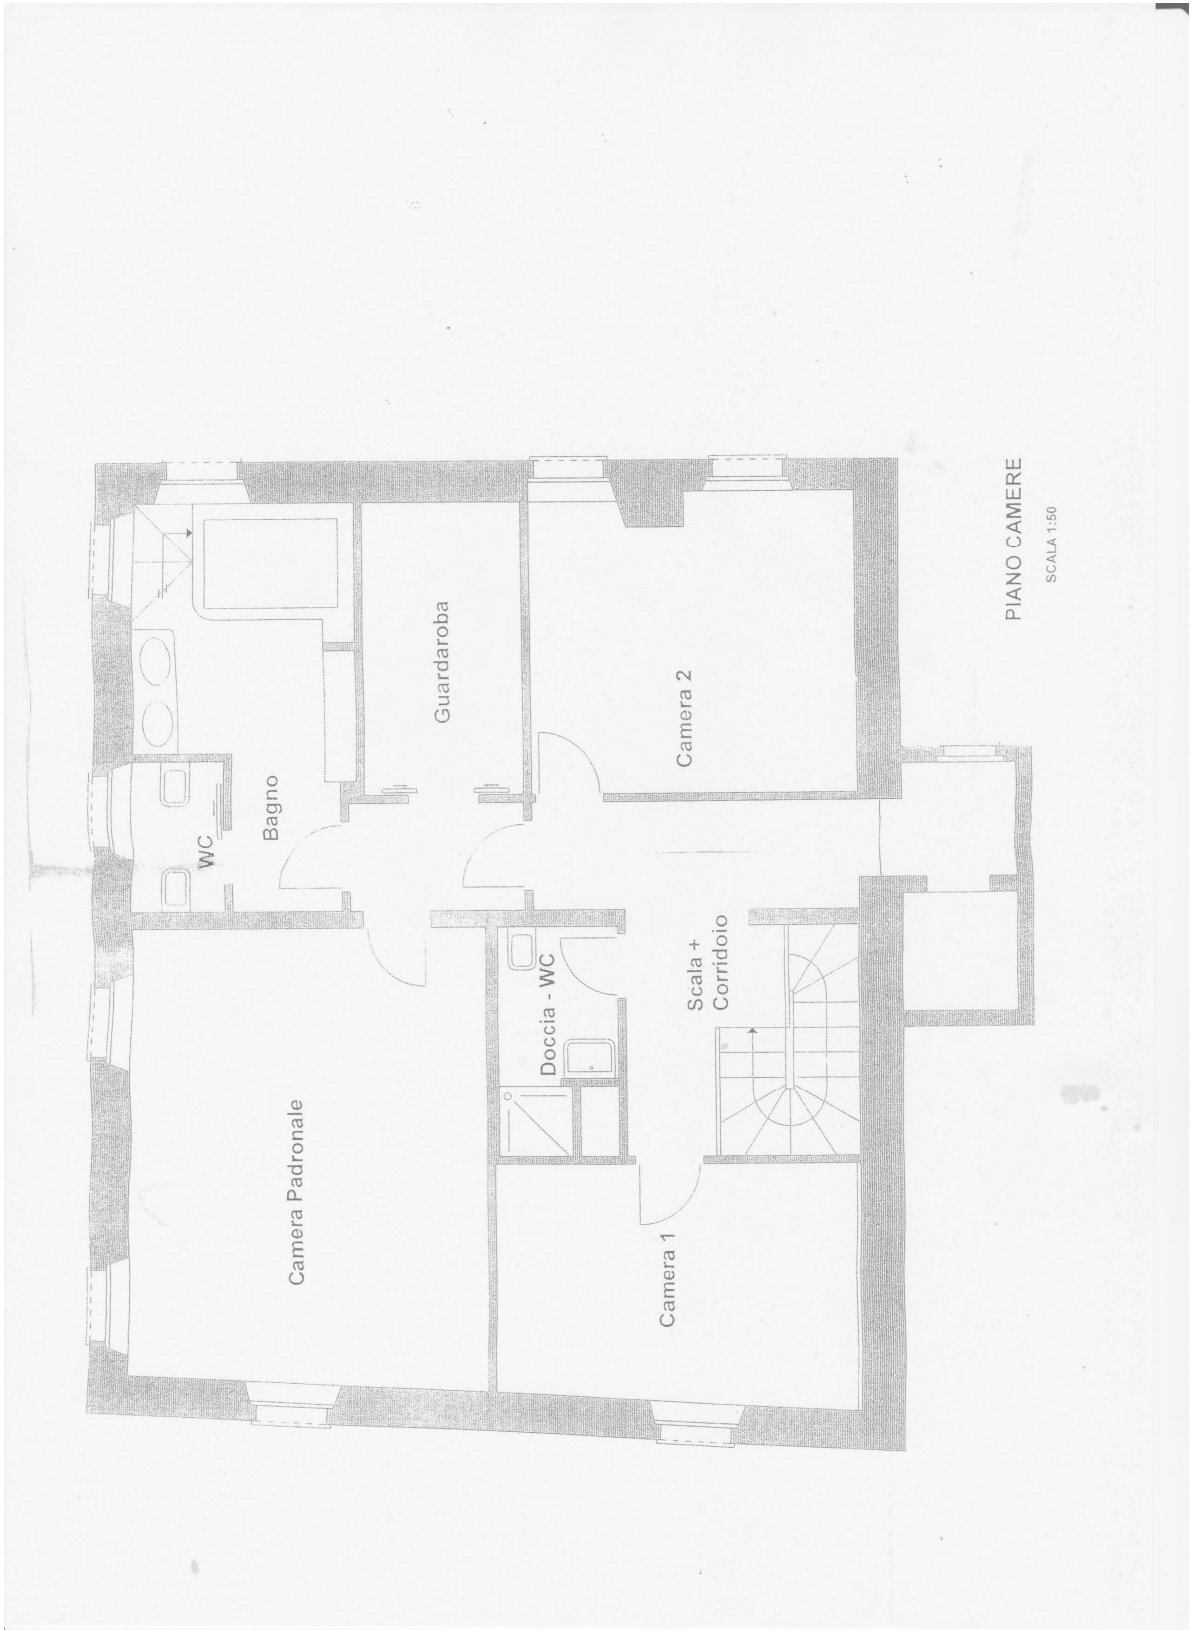 WC
Bagno
Guardaroba
Camera 2
Camera Padronale
Doccia - WC
Scala +
Corridoio
Camera 1
PIANO CAMERE
SCALA 1:50